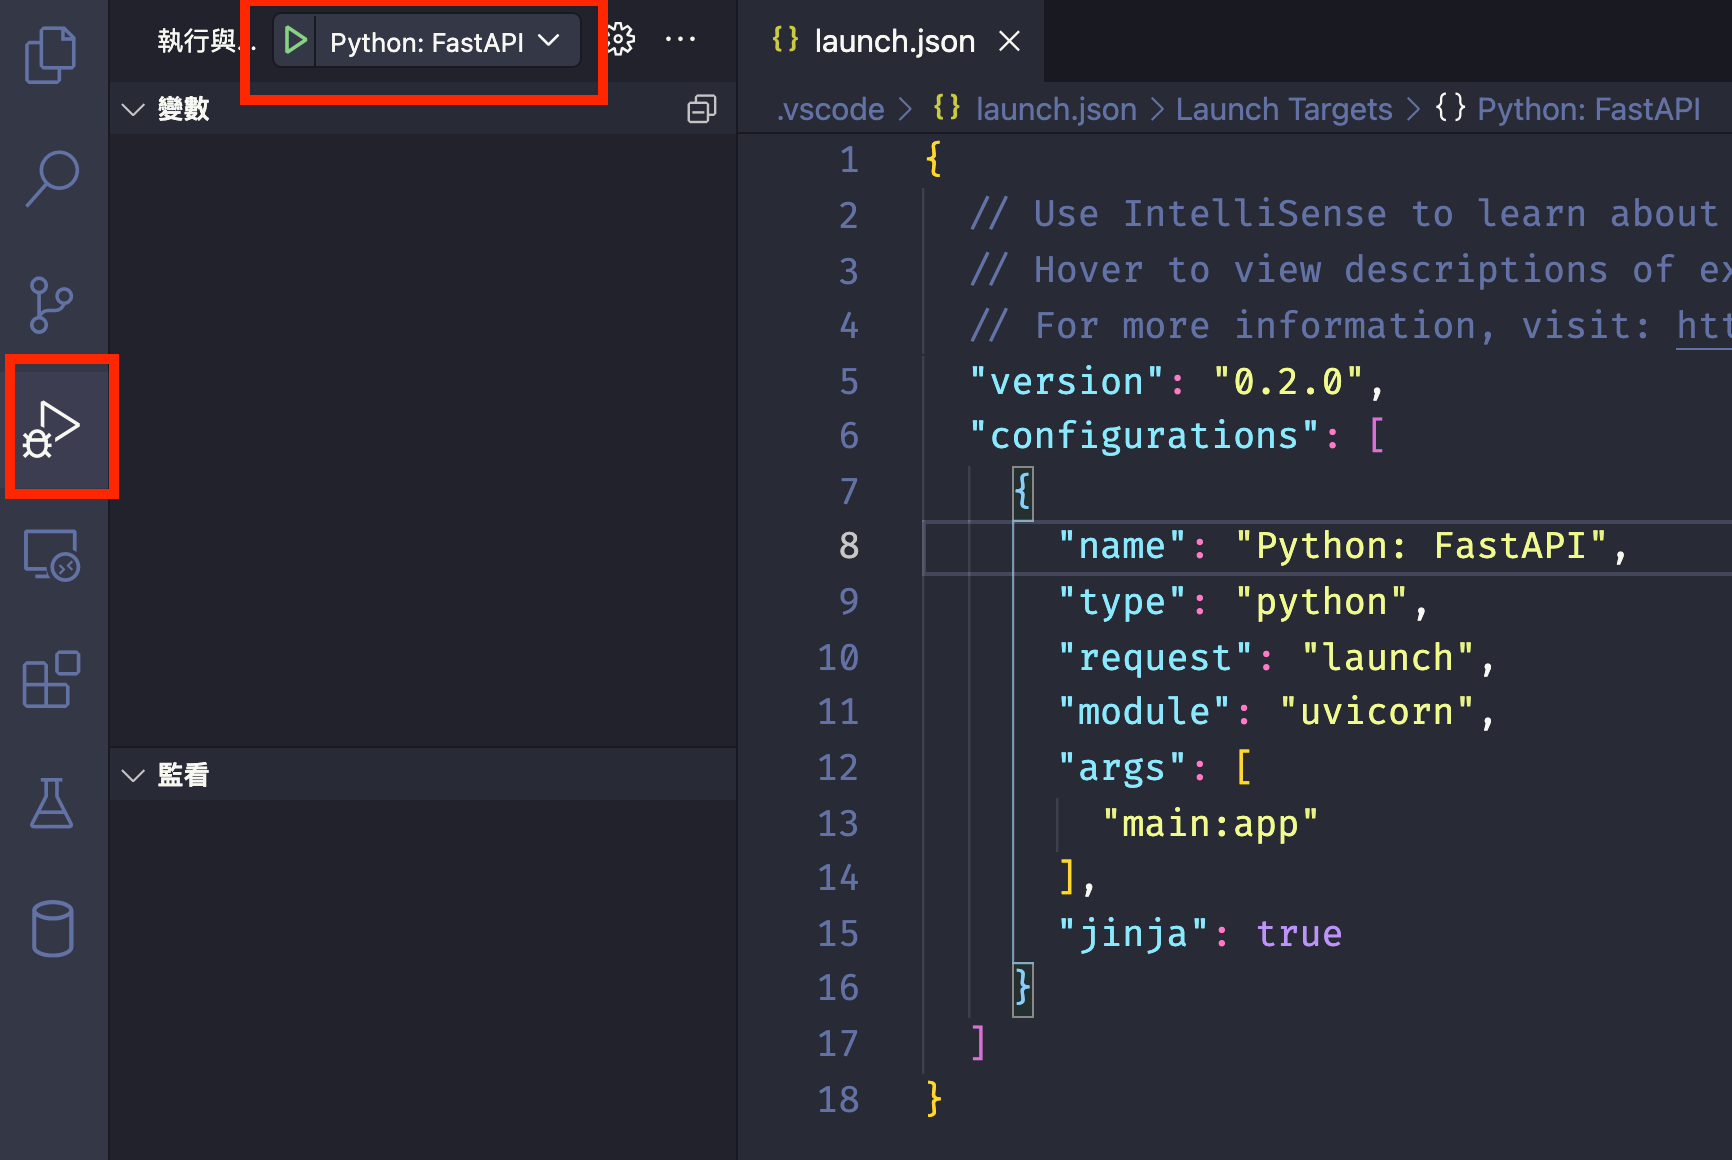 執行與... Python: FastAPI
變數
監看
launch.json
.vscode > launch.json > Launch Targets > {} Python: FastAPI
1 {
2 // Use IntelliSense to learn about
3 // Hover to view descriptions of ex
4 // For more information, visit: htt
5 "version": "0.2.0",
6 "configurations": [
7 {
8 "name": "Python: FastAPI",
9 "type": "python",
10 "request": "launch",
11 "module": "uvicorn",
12 "args": [
13 "main:app"
14 ],
15 "jinja": true
16 }
17 ]
18 }